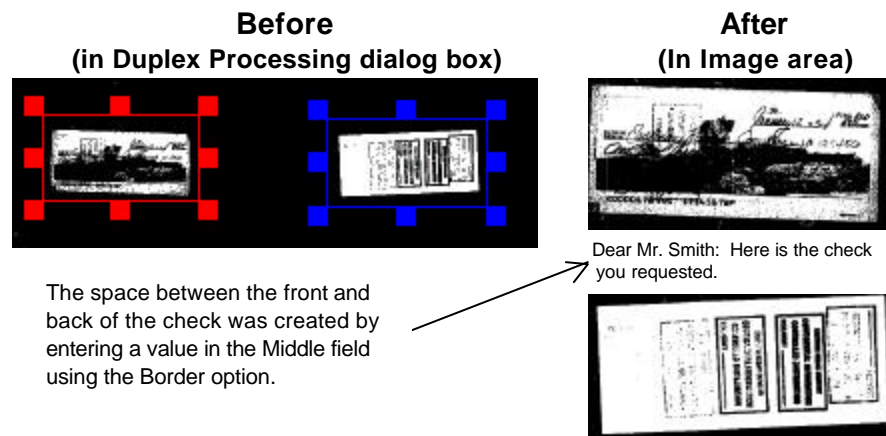 Before
(in Duplex Processing dialog box)
After
(In Image area)
Dear Mr. Smith:  Here is the check
you requested.
The space between the front and
back of the check was created by
entering a value in the Middle field
using the Border option.